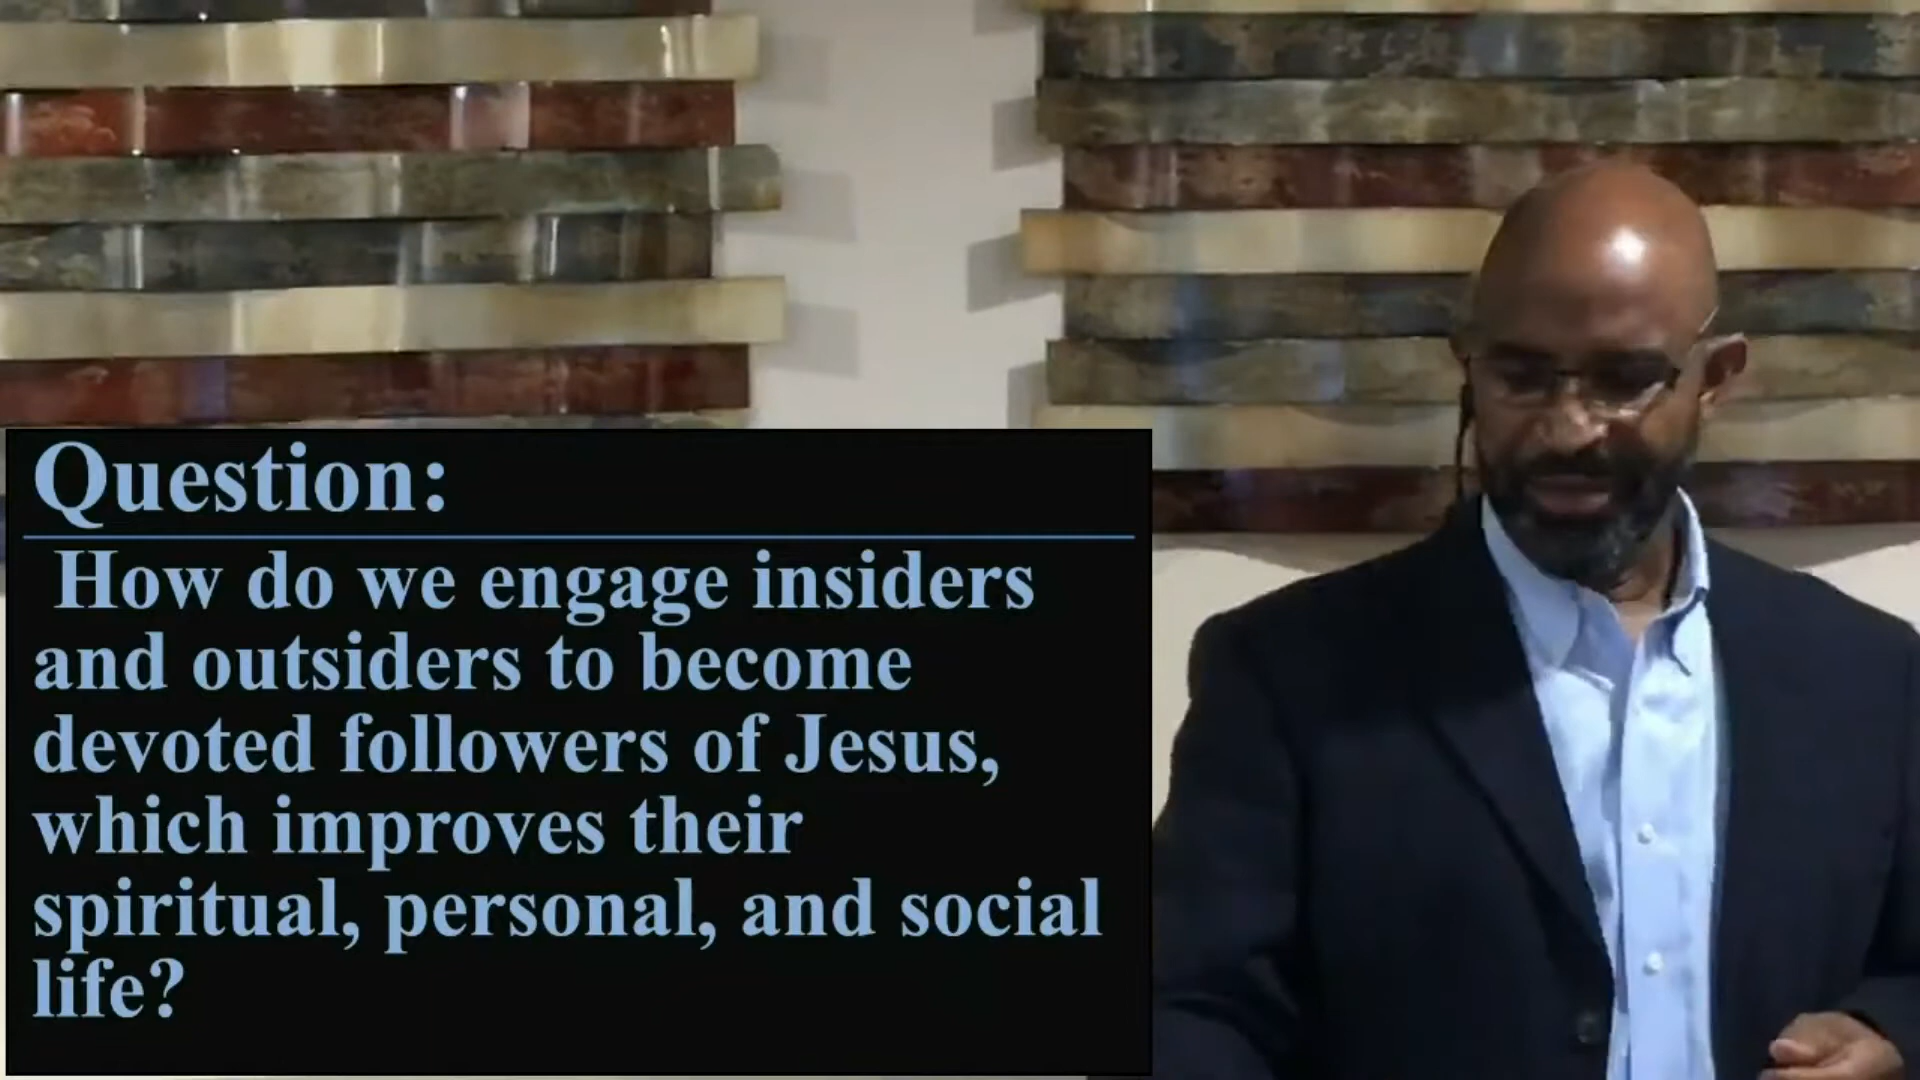 Question:
How do we engage insiders
and outsiders to become
devoted followers of Jesus,
which improves their
spiritual, personal, and social
life?